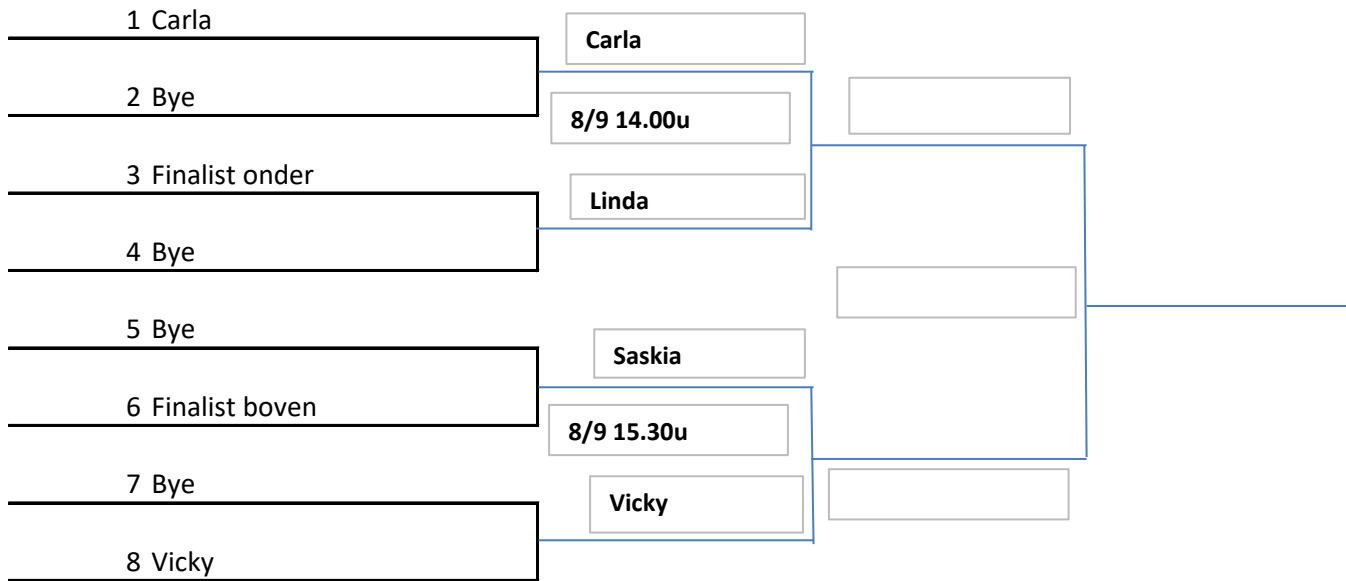 1 Carla
Carla
2 Bye
8/9 14.00u
3 Finalist onder
Linda
4 Bye
5 Bye
Saskia
6 Finalist boven
8/9 15.30u
7 Bye
Vicky
8 Vicky